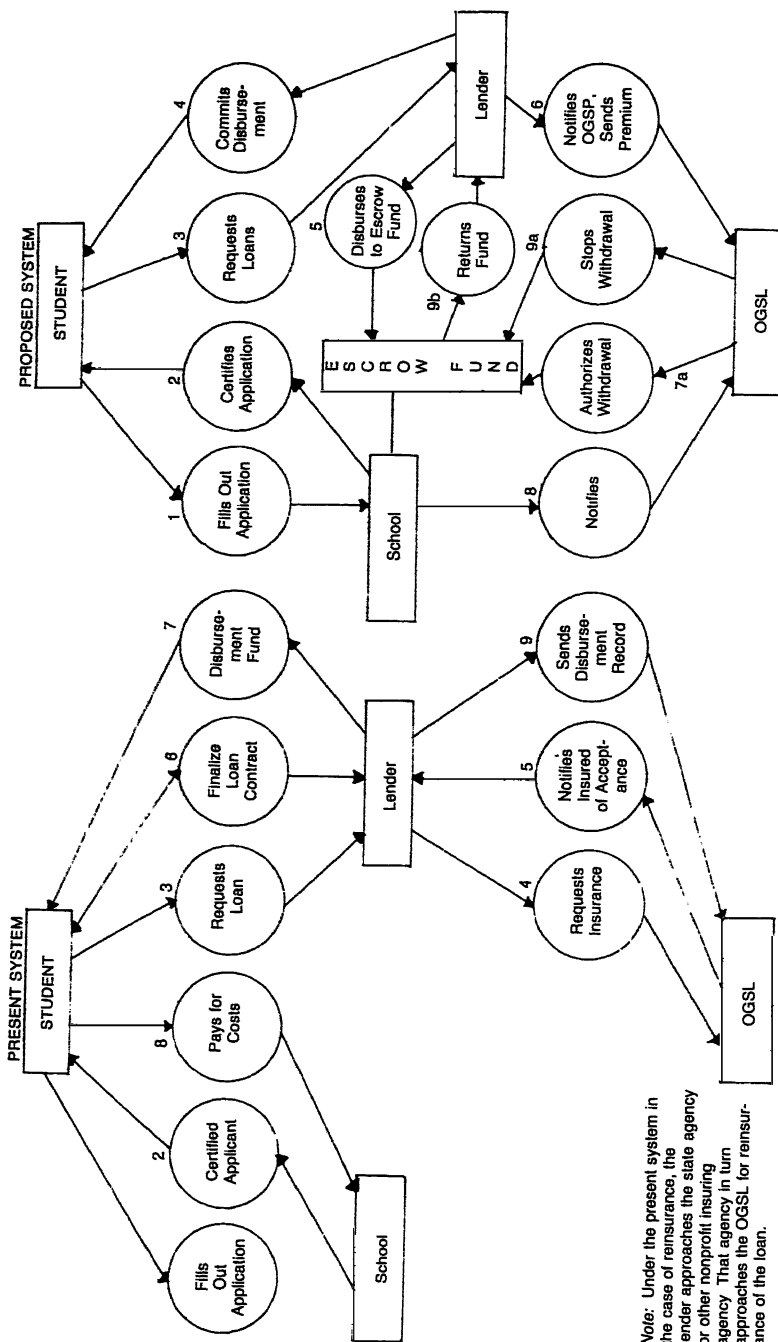 PRESENT SYSTEM
STUDENT
Fills
Out
Application
2
Certified
Applicant
8
Pays for
Costs
3
Requests
Loan
6
Finalize
Loan
Contract
7
Disburse-
ment
Fund
School
Lender
4
Requests
Insurance
5
Notifies
Insured
of Accept-
ance
9
Sends
Disburse-
ment
Record
OGSL
Note: Under the present system in
the case of reinsurance, the
lender approaches the state agency
or other nonprofit insuring
agency That agency in turn
approaches the OGSL for reinsur-
ance of the loan.
PROPOSED SYSTEM
STUDENT
1
Fills Out
Application
2
Certifies
Application
3
Requests
Loans
4
Commits
Disburse-
ment
School
ESCROW FUND
5
Disburses
to Escrow
Fund
9b
Returns
Fund
Lender
8
Notifies
Authorizes
Withdrawal
7a
9a
Stops
Withdrawal
6
Notifies
OGSP,
Sends
Premium
OGSL